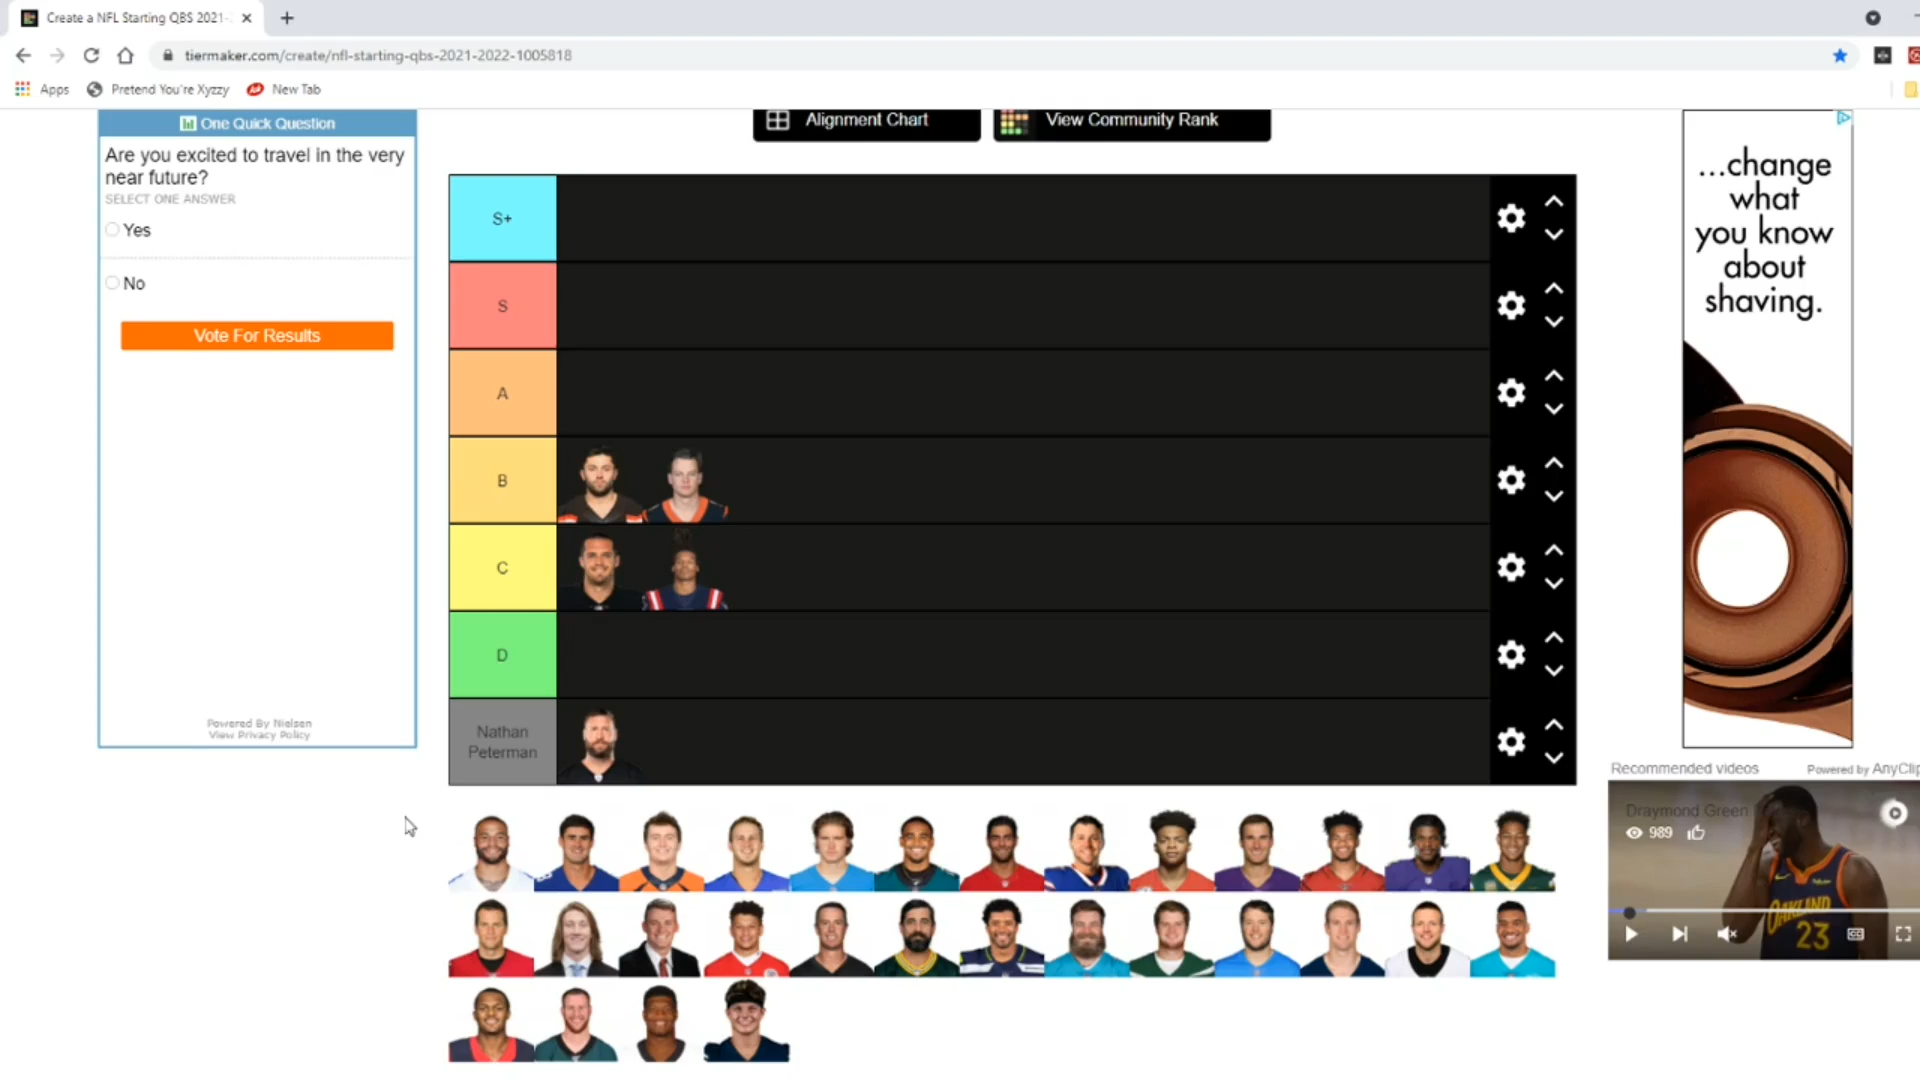 Create a NFL Starting QBS 2021-
tiermaker.com/create/nfl-starting-qbs-2021-2022-1005818
Apps
Pretend You're Xyzzy
New Tab
One Quick Question
Are you excited to travel in the very
near future?
SELECT ONE ANSWER
Yes
No
Vote For Results
Powered By Nielsen
View Privacy Policy
Alignment Chart
View Community Rank
S+
S
A
B
C
D
Nathan
Peterman
...change
what
you know
about
shaving.
Recommended videos
Powered by AnyClip
Draymond Green
989
OAKLAND
23
CC